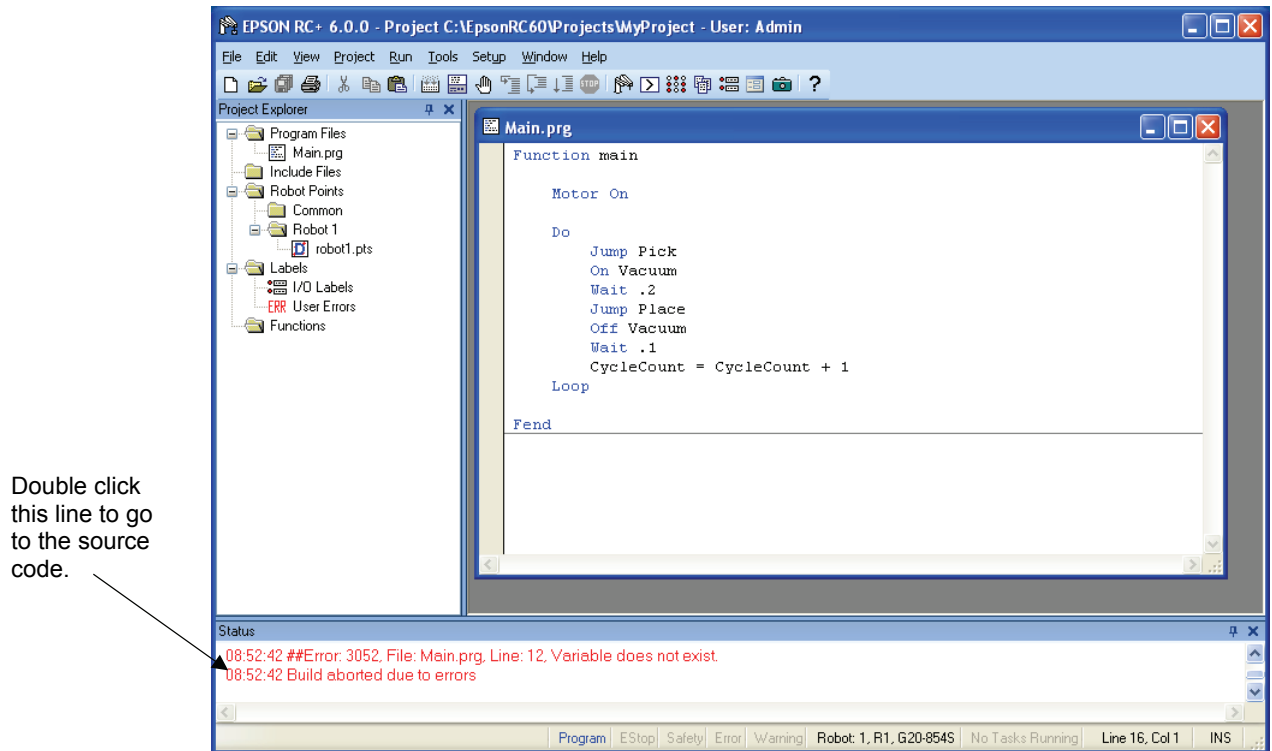 EPSON RC+ 6.0.0 - Project C:\EpsonRC60\Projects\MyProject - User: Admin
File Edit View Project Run Tools Setup Window Help
STOP ?
Project Explorer
Program Files
Main.prg
Include Files
Robot Points
Common
Robot 1
robot1.pts
Labels
I/O Labels
ERR User Errors
Functions
Main.prg
Function main
Motor On
Do
Jump Pick
On Vacuum
Wait .2
Jump Place
Off Vacuum
Wait .1
CycleCount = CycleCount + 1
Loop
Fend
Double click
this line to go
to the source
code.
Status
08:52:42 ##Error: 3052, File: Main.prg, Line: 12, Variable does not exist.
08:52:42 Build aborted due to errors
Program EStop Safety Error Warning Robot: 1, R1, G20-854S No Tasks Running Line 16, Col 1 INS